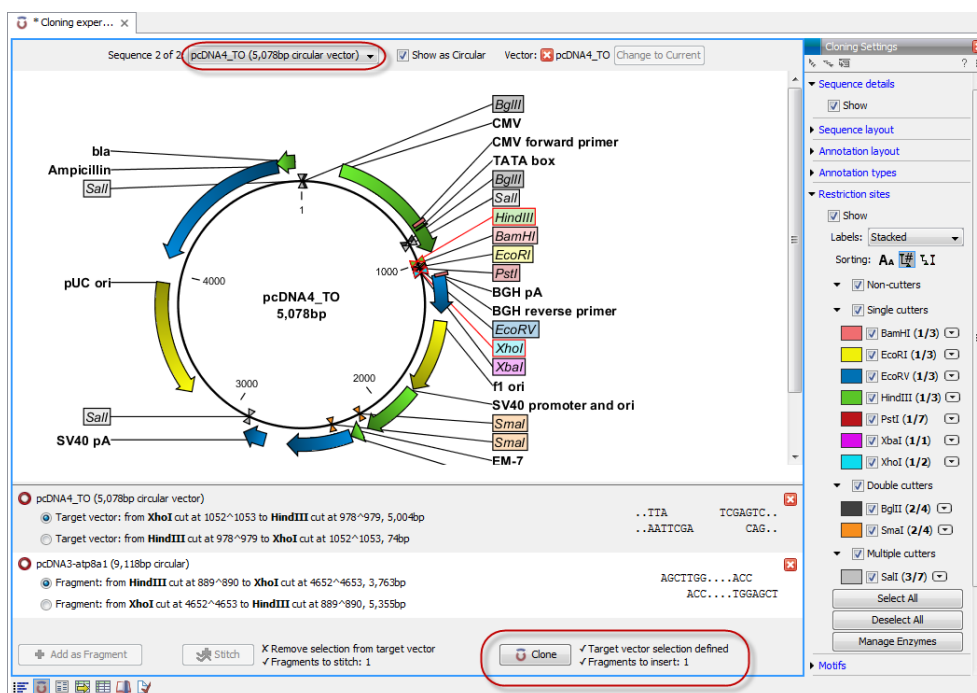 * Cloning exper... ×
Sequence 2 of 2 pcDNA4_TO (5,078bp circular vector) Show as Circular Vector: pcDNA4_TO Change to Current
BglII
CMV
CMV forward primer
TATA box
BglII
SalI
HindIII
BamHI
EcoRI
PstI
BGH pA
BGH reverse primer
EcoRV
XhoI
XbaI
f1 ori
SV40 promoter and ori
SmaI
SmaI
EM-7
bla
Ampicillin
SalI
pUC ori
SalI
SV40 pA
1
1000
2000
3000
4000
pcDNA4_TO
5,078bp
pcDNA4_TO (5,078bp circular vector)
Target vector: from XhoI cut at 1052^1053 to HindIII cut at 978^979, 5,004bp
Target vector: from HindIII cut at 978^979 to XhoI cut at 1052^1053, 74bp
..TTA TCGAGTC..
..AATTCGA CAG..
pcDNA3-atp8a1 (9,118bp circular)
Fragment: from HindIII cut at 889^890 to XhoI cut at 4652^4653, 3,763bp
Fragment: from XhoI cut at 4652^4653 to HindIII cut at 889^890, 5,355bp
AGCTTGG....ACC
ACC....TGGAGCT
Add as Fragment
Stitch
X Remove selection from target vector
√ Fragments to stitch: 1
Clone
√ Target vector selection defined
√ Fragments to insert: 1
Cloning Settings
?
Sequence details
Show
Sequence layout
Annotation layout
Annotation types
Restriction sites
Show
Labels: Stacked
Sorting: AA
Non-cutters
Single cutters
BamHI (1/3)
EcoRI (1/3)
EcoRV (1/3)
HindIII (1/3)
PstI (1/7)
XbaI (1/1)
XhoI (1/2)
Double cutters
BglII (2/4)
SmaI (2/4)
Multiple cutters
SalI (3/7)
Select All
Deselect All
Manage Enzymes
Motifs